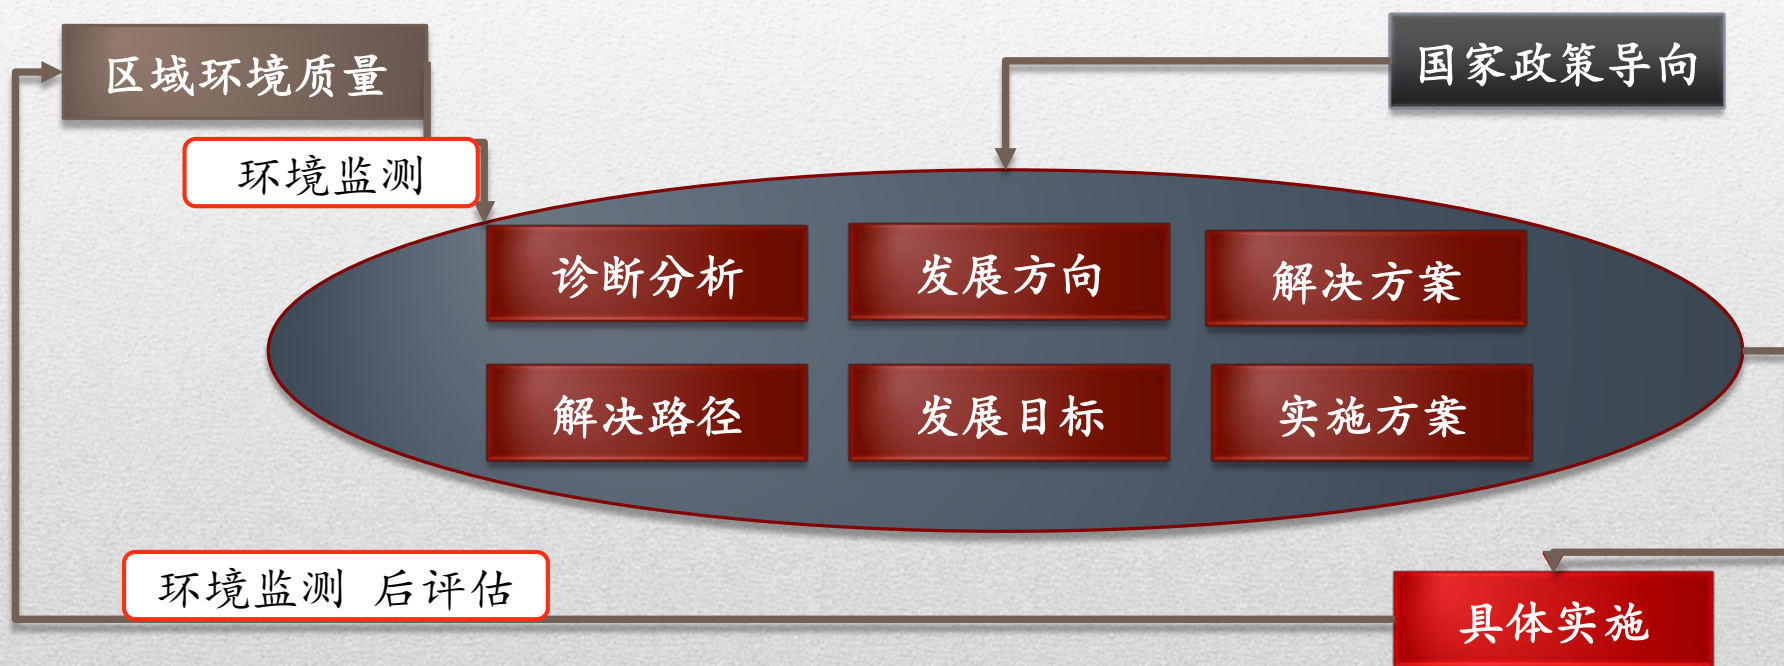 区域环境质量
国家政策导向
环境监测
诊断分析
发展方向
解决方案
解决路径
发展目标
实施方案
环境监测 后评估
具体实施